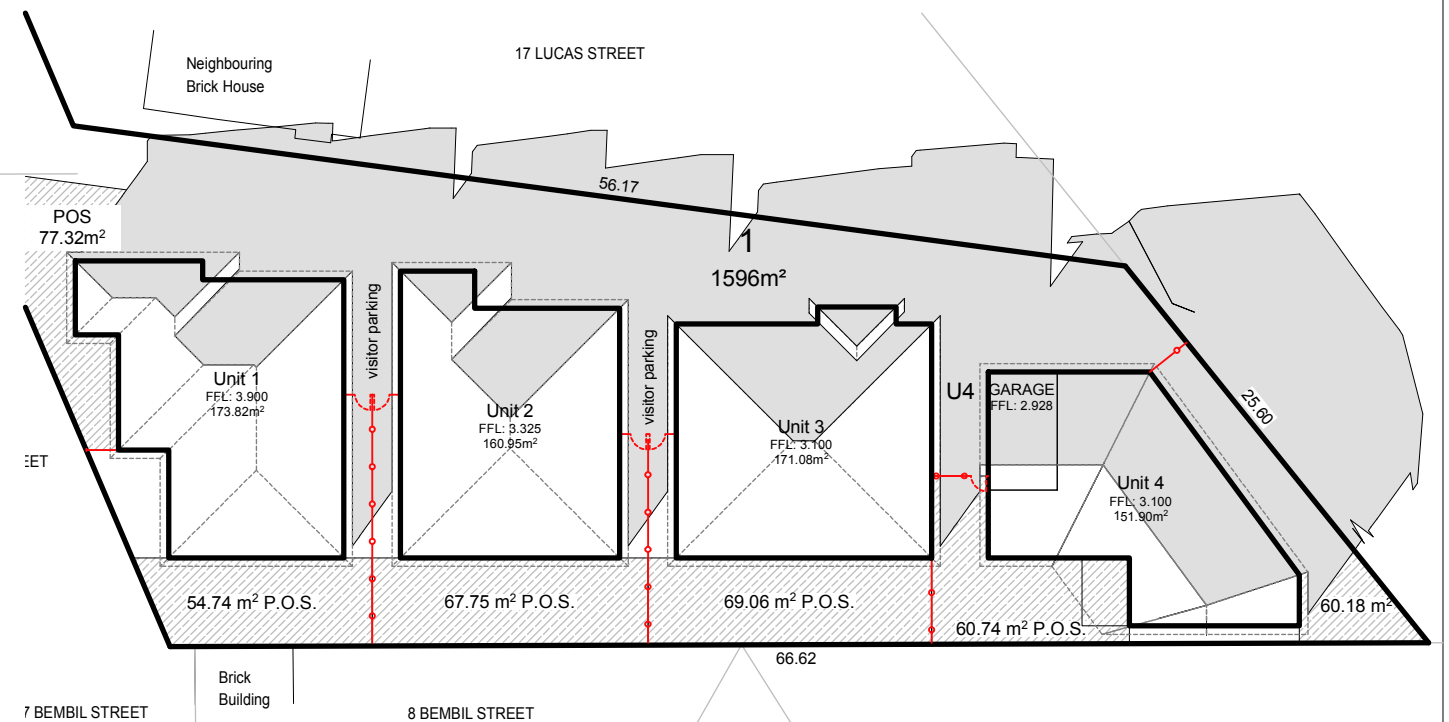 17 LUCAS STREET
Neighbouring
Brick House
56.17
POS
77.32m²
1
1596m²
visitor parking
visitor parking
Unit 1
FFL: 3.900
173.82m²
Unit 2
FFL: 3.325
160.95m²
Unit 3
FFL: 3.100
171.08m²
U4
GARAGE
FFL: 2.928
25.60
Unit 4
FFL: 3.100
151.90m²
EET
54.74 m² P.O.S.
67.75 m² P.O.S.
69.06 m² P.O.S.
60.74 m² P.O.S.
60.18 m²
66.62
Brick
Building
7 BEMBIL STREET
8 BEMBIL STREET